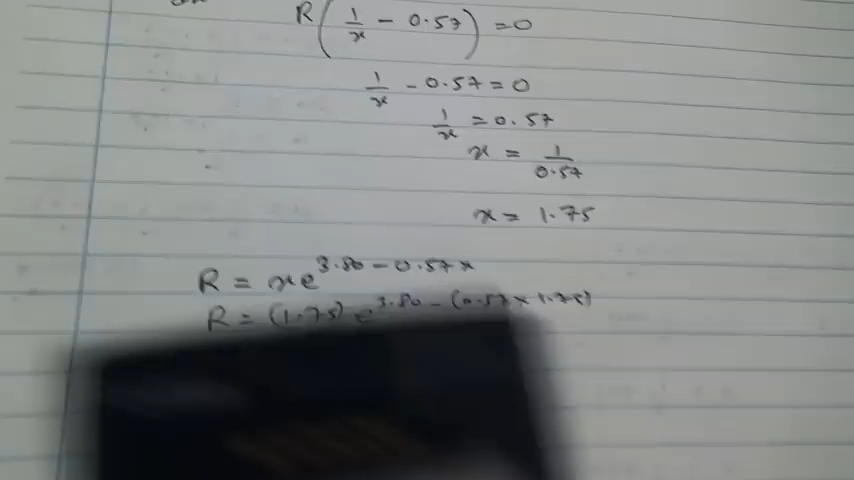 R(1/x - 0.57) = 0
1/x - 0.57 = 0
1/x = 0.57
x = 1/0.57
x = 1.75
R = xe^3.80 - 0.57x
R = (1.75) e^3.80 - (0.57 x 1.75)